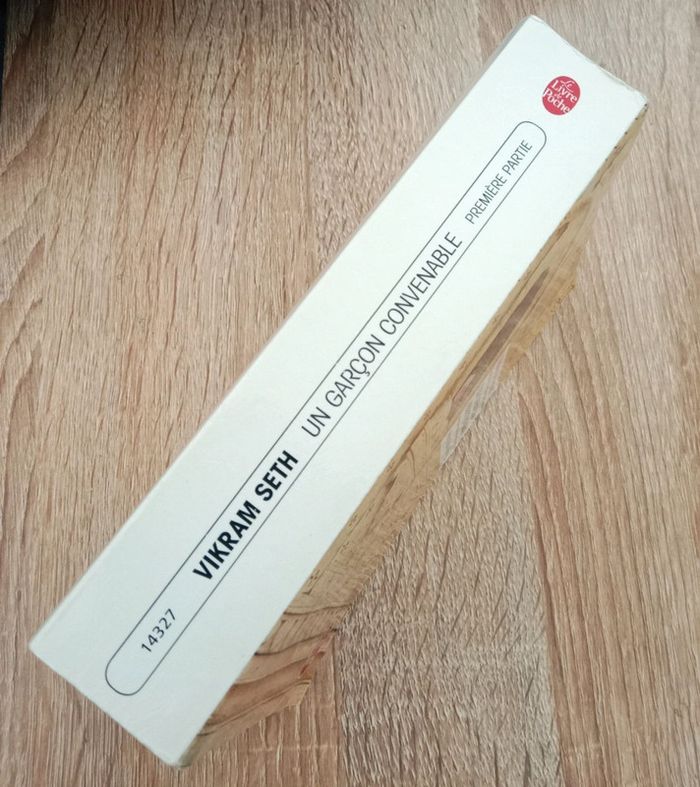 14327 VIKRAM SETH UN GARÇON CONVENABLE PREMIÈRE PARTIE
Le
Livre
de
Poche